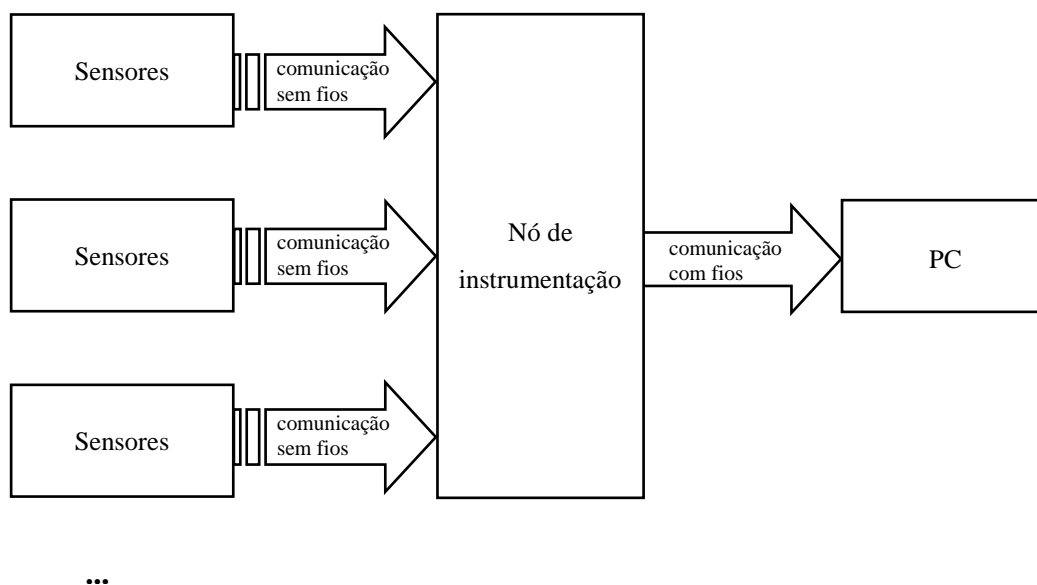 Sensores
comunicação
sem fios
Sensores
comunicação
sem fios
Nó de
instrumentação
comunicação
com fios
PC
Sensores
comunicação
sem fios
...